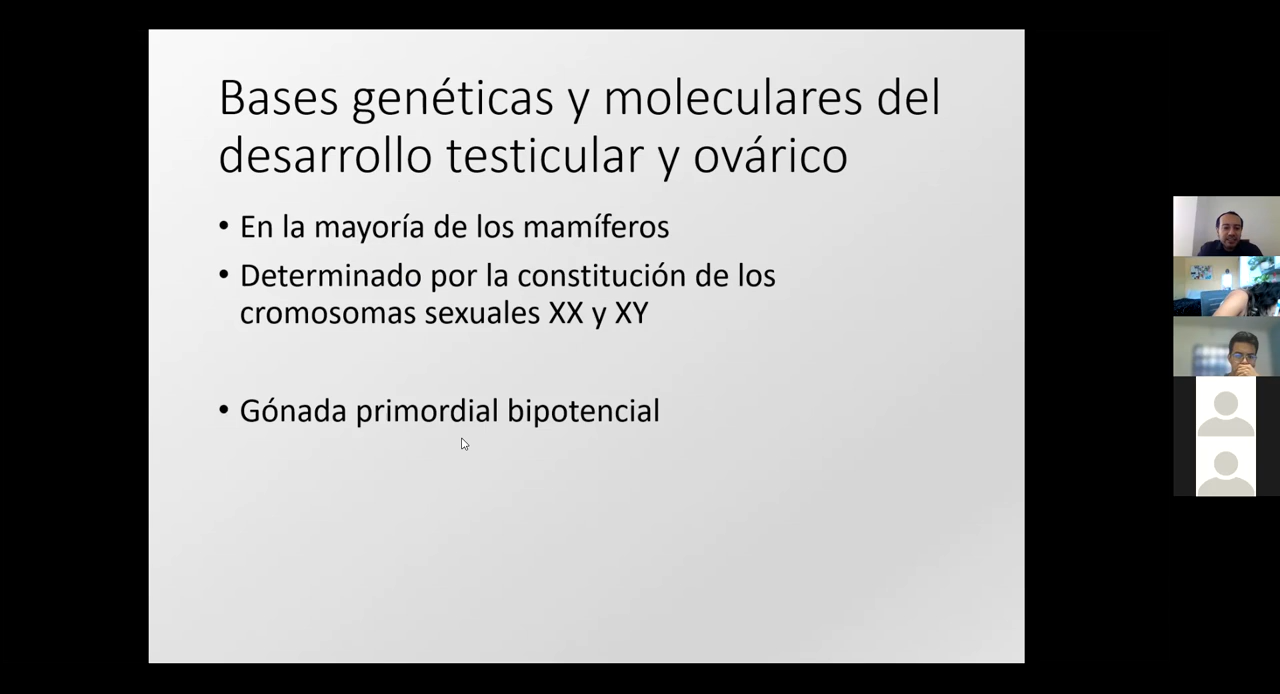 Bases genéticas y moleculares del
desarrollo testicular y ovárico
• En la mayoría de los mamíferos
• Determinado por la constitución de los
cromosomas sexuales XX y XY
• Gónada primordial bipotencial